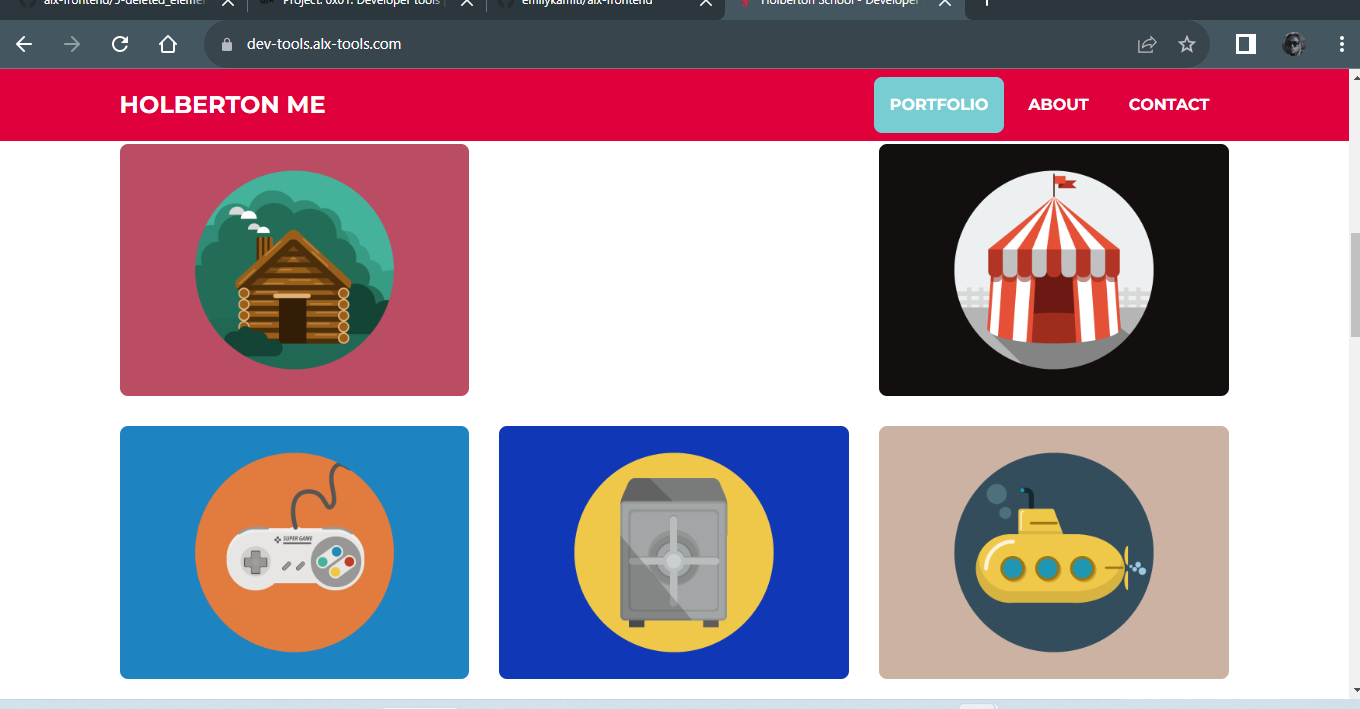 alx-frontend/5-deleted_eleme
Project: 0x01. Developer tools
emilykamiti/alx-frontend
Holberton School - Developer
dev-tools.alx-tools.com
HOLBERTON ME
PORTFOLIO
ABOUT
CONTACT
SUPER GAME